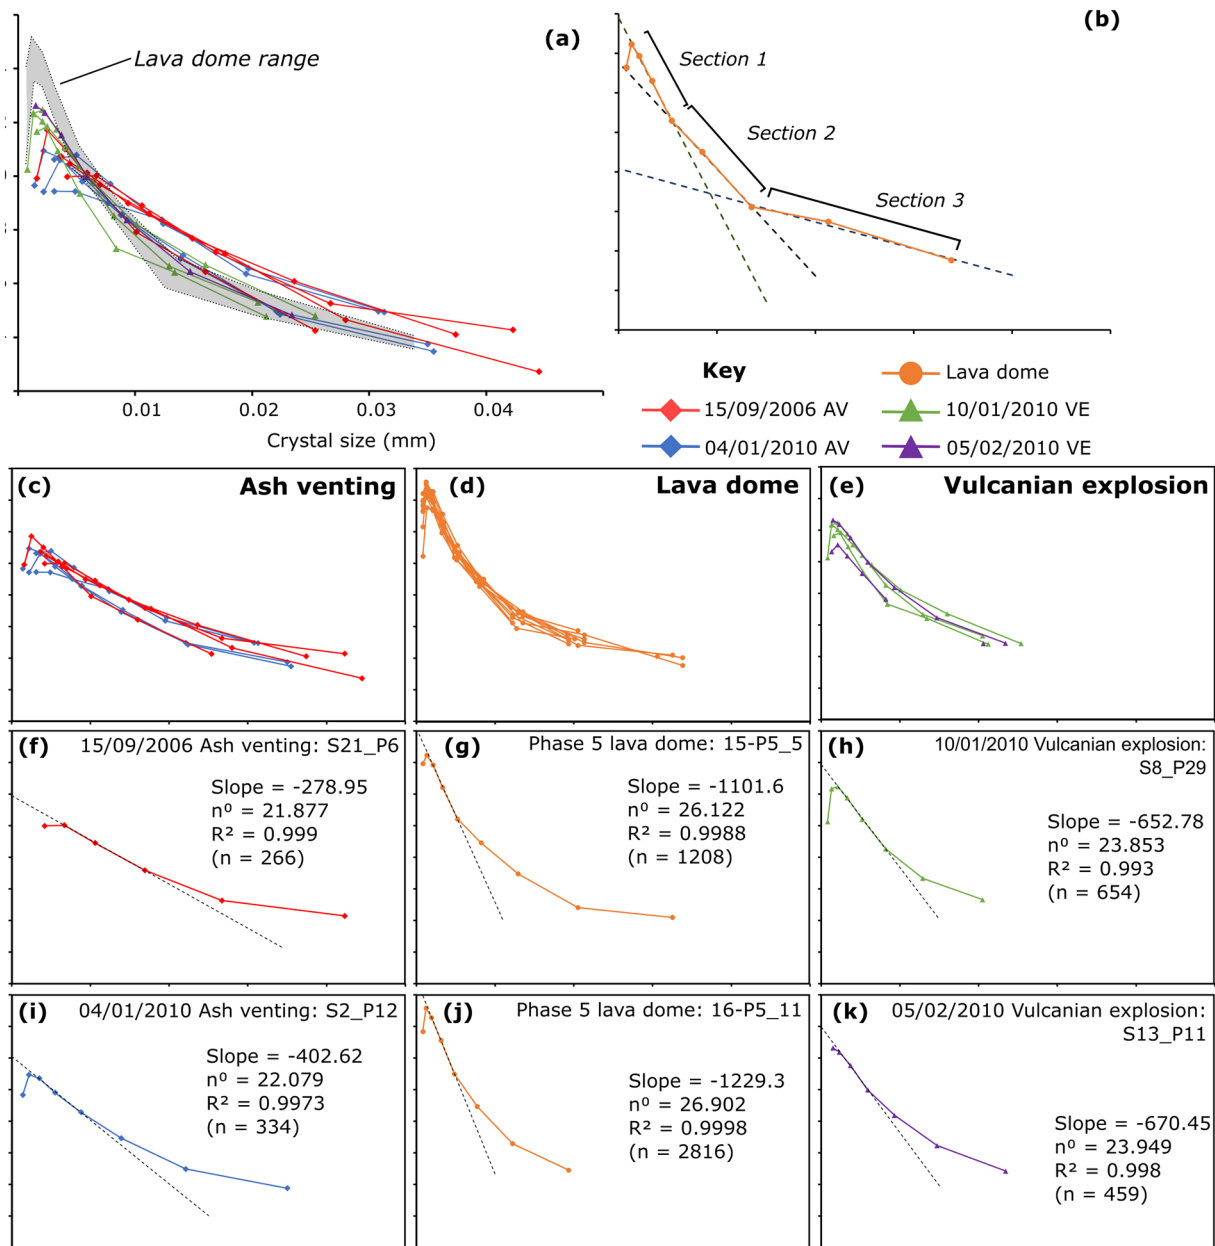 (a)
Lava dome range
0.01
0.02
0.03
0.04
Crystal size (mm)
(b)
Section 1
Section 2
Section 3
Key
Lava dome
15/09/2006 AV
10/01/2010 VE
04/01/2010 AV
05/02/2010 VE
(c)
Ash venting
(d)
Lava dome
(e)
Vulcanian explosion
(f)
15/09/2006 Ash venting: S21_P6
Slope = -278.95
n⁰ = 21.877
R² = 0.999
(n = 266)
(g)
Phase 5 lava dome: 15-P5_5
Slope = -1101.6
n⁰ = 26.122
R² = 0.9988
(n = 1208)
(h)
10/01/2010 Vulcanian explosion:
S8_P29
Slope = -652.78
n⁰ = 23.853
R² = 0.993
(n = 654)
(i)
04/01/2010 Ash venting: S2_P12
Slope = -402.62
n⁰ = 22.079
R² = 0.9973
(n = 334)
(j)
Phase 5 lava dome: 16-P5_11
Slope = -1229.3
n⁰ = 26.902
R² = 0.9998
(n = 2816)
(k)
05/02/2010 Vulcanian explosion:
S13_P11
Slope = -670.45
n⁰ = 23.949
R² = 0.998
(n = 459)